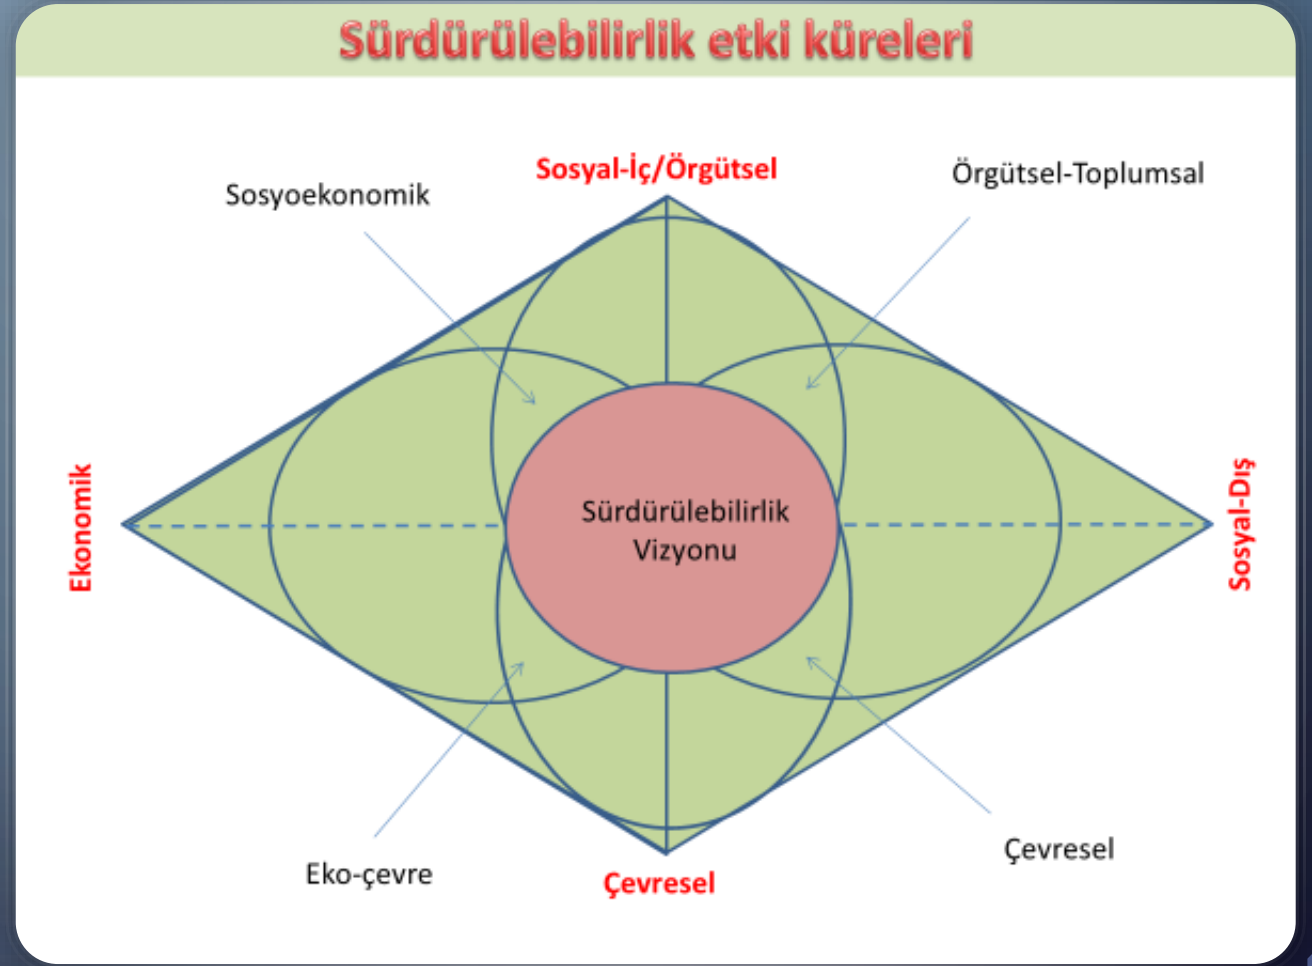 Sürdürülebilirlik etki küreleri
Sosyal-İç/Örgütsel
Örgütsel-Toplumsal
Sosyoekonomik
Ekonomik
Sürdürülebilirlik
Vizyonu
Sosyal-Dış
Çevresel
Eko-çevre
Çevresel